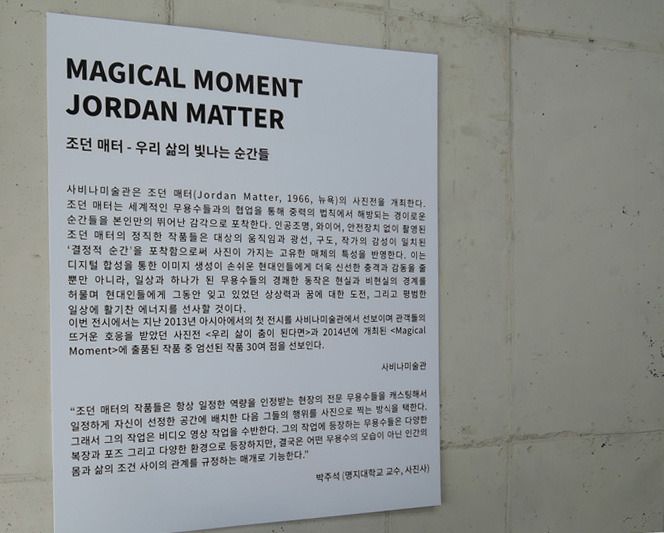 MAGICAL MOMENT
JORDAN MATTER
조던 매터 - 우리 삶의 빛나는 순간들
사비나미술관은 조던 매터(Jordan Matter, 1966, 뉴욕)의 사진전을 개최한다.
조던 매터는 세계적인 무용수들과의 협업을 통해 중력의 법칙에서 해방되는 경이로운
순간들을 본인만의 뛰어난 감각으로 포착한다. 인공조명, 와이어, 안전장치 없이 촬영된
조던 매터의 정직한 작품들은 대상의 움직임과 광선, 구도, 작가의 감성이 일치된
‘결정적 순간’을 포착함으로써 사진이 가지는 고유한 매체의 특성을 반영한다. 이는
디지털 합성을 통한 이미지 생성이 손쉬운 현대인들에게 더욱 신선한 충격과 감동을 줄
뿐만 아니라, 일상과 하나가 된 무용수들의 경쾌한 동작은 현실과 비현실의 경계를
허물며 현대인들에게 그동안 잊고 있었던 상상력과 꿈에 대한 도전, 그리고 평범한
일상에 활기찬 에너지를 선사할 것이다.
이번 전시에서는 지난 2013년 아시아에서의 첫 전시를 사비나미술관에서 선보이며 관객들의
뜨거운 호응을 받았던 사진전 <우리 삶이 춤이 된다면>과 2014년에 개최된 <Magical
Moment>에 출품된 작품 중 엄선된 작품 30여 점을 선보인다.
사비나미술관
“조던 매터의 작품들은 항상 일정한 역량을 인정받는 현장의 전문 무용수들을 캐스팅해서
일정하게 자신이 선정한 공간에 배치한 다음 그들의 행위를 사진으로 찍는 방식을 택한다.
그래서 그의 작업은 비디오 영상 작업을 수반한다. 그의 작업에 등장하는 무용수들은 다양한
복장과 포즈 그리고 다양한 환경으로 등장하지만, 결국은 어떤 무용수의 모습이 아닌 인간의
몸과 삶의 조건 사이의 관계를 규정하는 매개로 기능한다.”
박주석 (명지대학교 교수, 사진사)